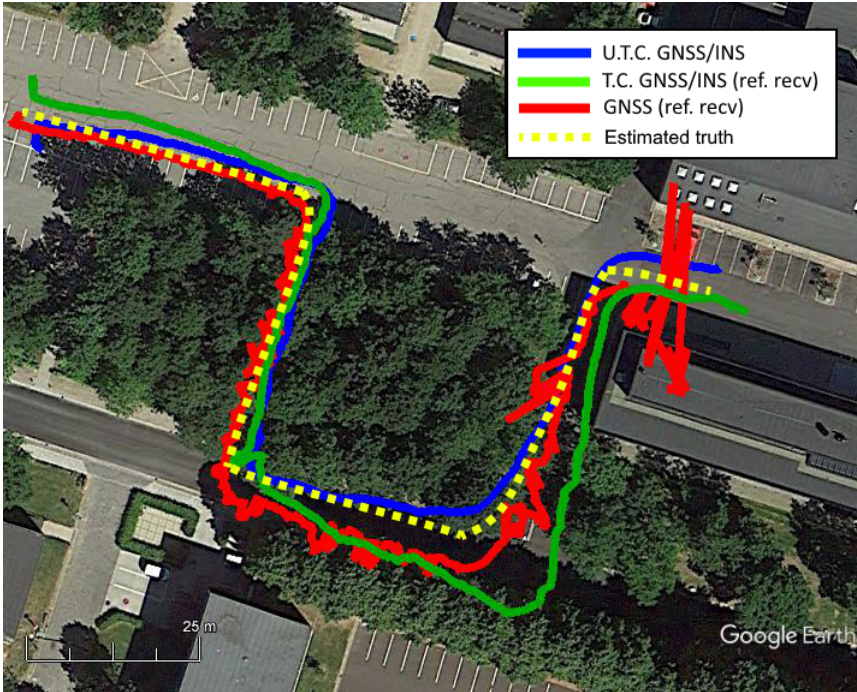 U.T.C. GNSS/INS
T.C. GNSS/INS (ref. recv)
GNSS (ref. recv)
Estimated truth
25 m
Google Earth